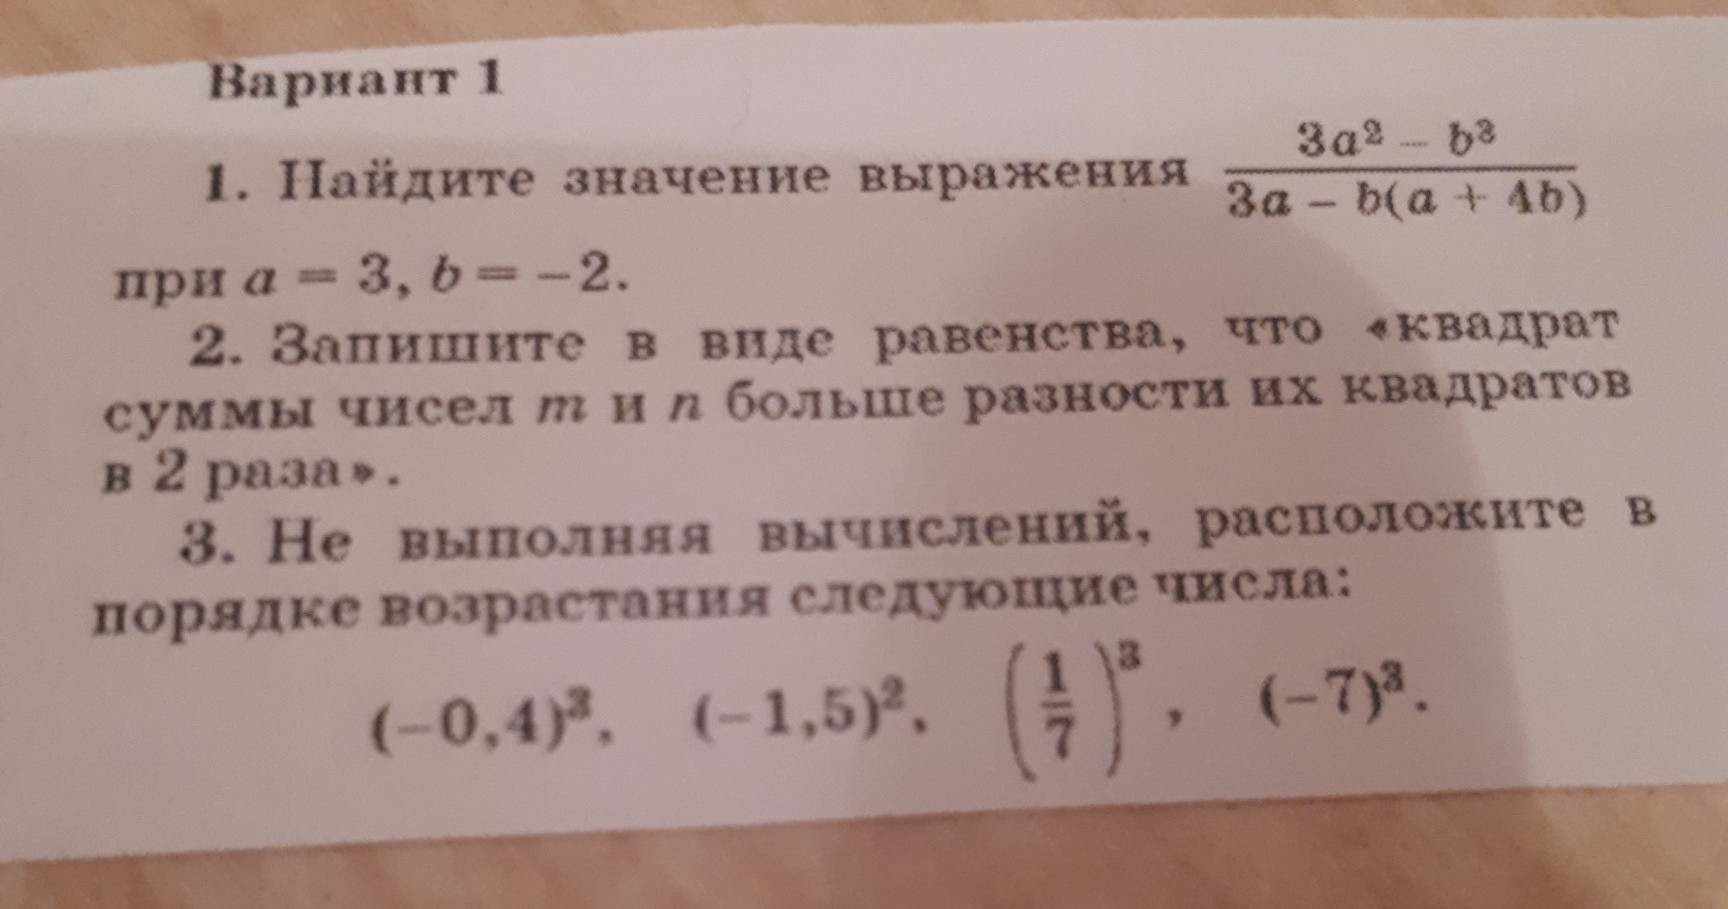 Вариант 1
1. Найдите значение выражения (3a² − b³)/(3a − b(a + 4b))
при a = 3, b = −2.
2. Запишите в виде равенства, что «квадрат
суммы чисел m и n больше разности их квадратов
в 2 раза».
3. Не выполняя вычислений, расположите в
порядке возрастания следующие числа:
(−0,4)³, (−1,5)², (1/7)³, (−7)³.